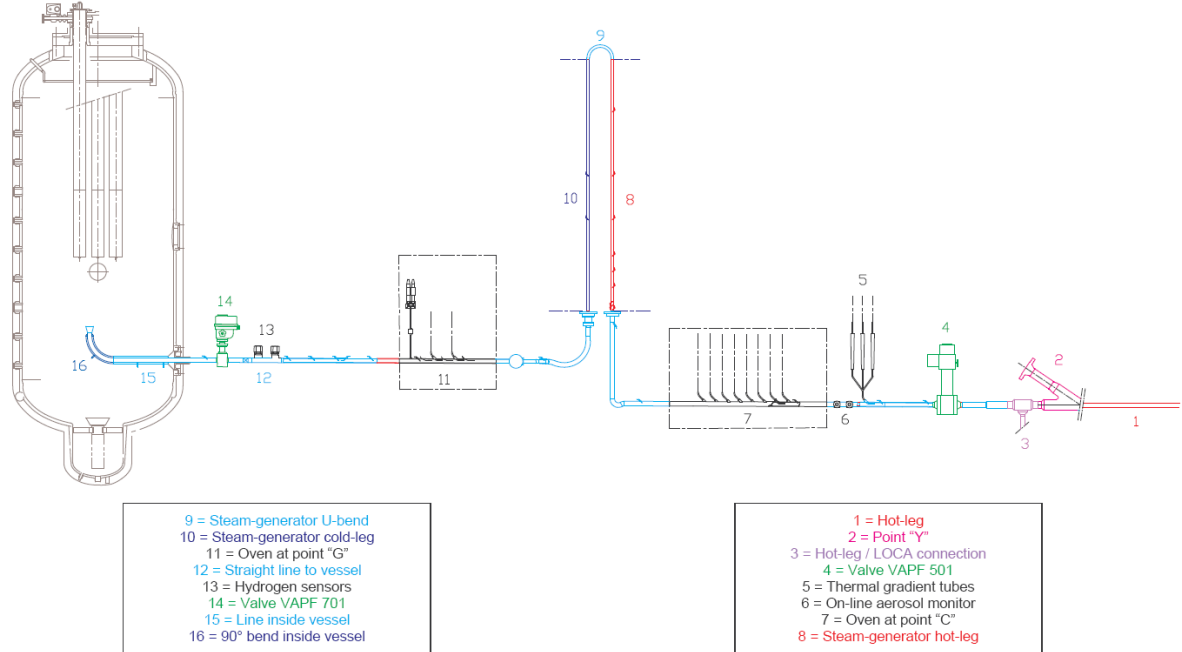 9
10
8
5
14
4
13
2
16
15
12
11
7
6
3
1
9 = Steam-generator U-bend
10 = Steam-generator cold-leg
11 = Oven at point “G”
12 = Straight line to vessel
13 = Hydrogen sensors
14 = Valve VAPF 701
15 = Line inside vessel
16 = 90° bend inside vessel
1 = Hot-leg
2 = Point “Y”
3 = Hot-leg / LOCA connection
4 = Valve VAPF 501
5 = Thermal gradient tubes
6 = On-line aerosol monitor
7 = Oven at point “C”
8 = Steam-generator hot-leg